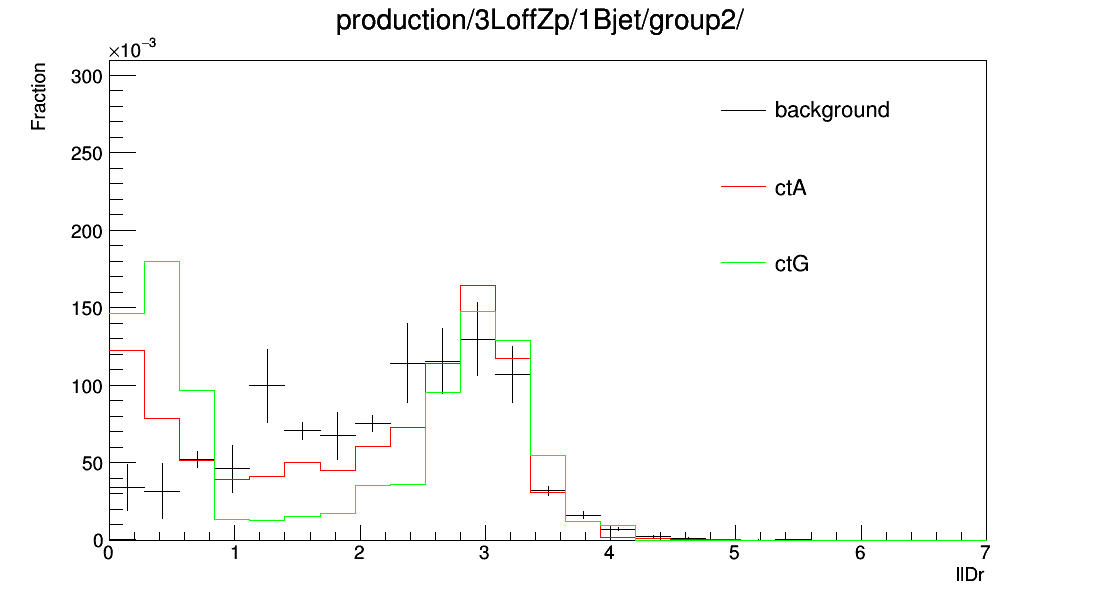 production/3LoffZp/1Bjet/group2/
×10⁻³
Fraction
300
250
200
150
100
50
0
background
ctA
ctG
0 1 2 3 4 5 6 7
llDr